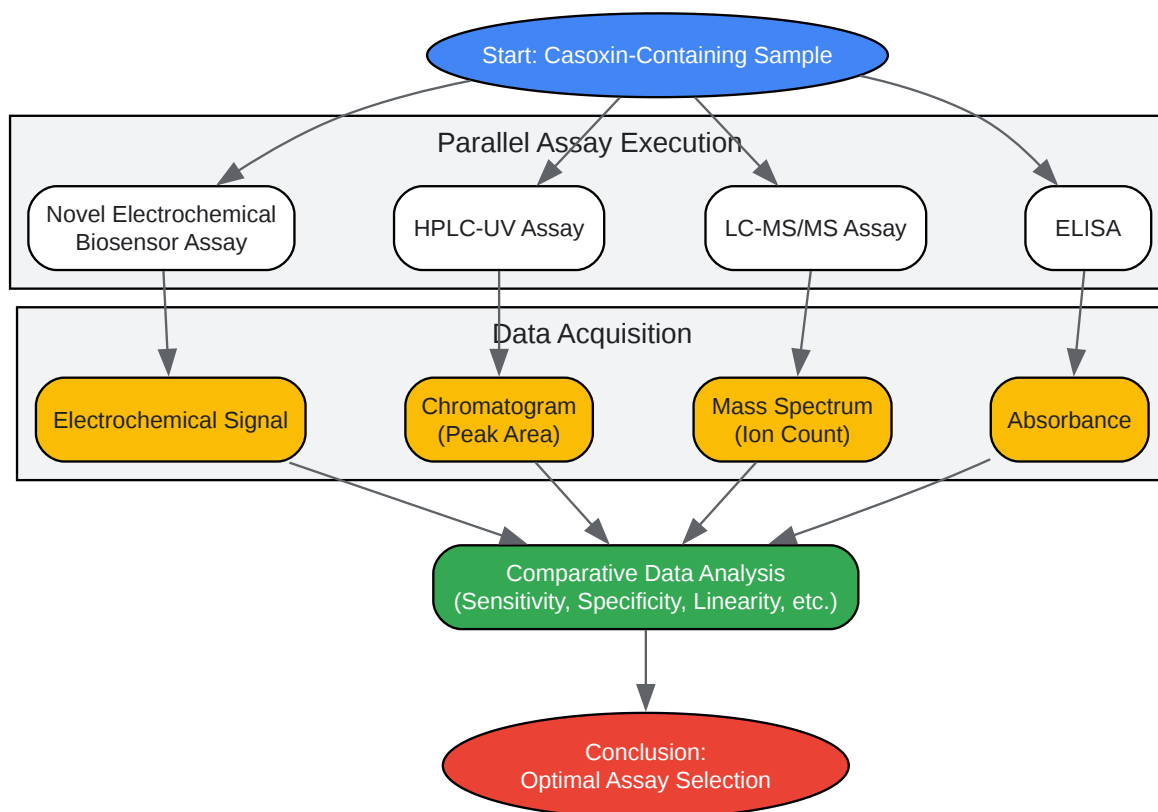 Start: Casoxin-Containing Sample
Parallel Assay Execution
Novel Electrochemical
Biosensor Assay
HPLC-UV Assay
LC-MS/MS Assay
ELISA
Data Acquisition
Electrochemical Signal
Chromatogram
(Peak Area)
Mass Spectrum
(Ion Count)
Absorbance
Comparative Data Analysis
(Sensitivity, Specificity, Linearity, etc.)
Conclusion:
Optimal Assay Selection